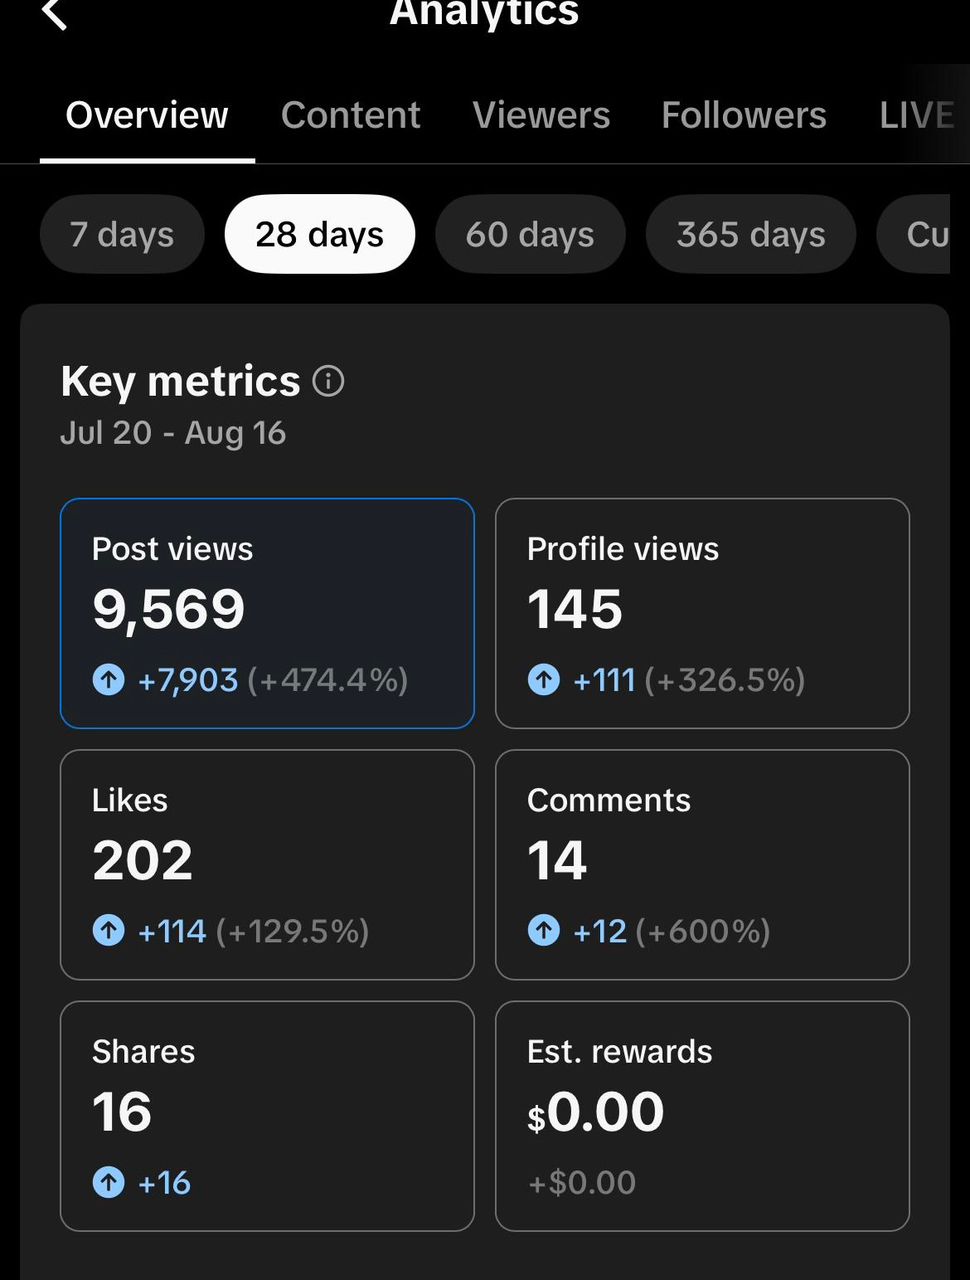 Analytics
Overview Content Viewers Followers LIVE
7 days 28 days 60 days 365 days Cu
Key metrics
Jul 20 - Aug 16
Post views
9,569
+7,903 (+474.4%)
Profile views
145
+111 (+326.5%)
Likes
202
+114 (+129.5%)
Comments
14
+12 (+600%)
Shares
16
+16
Est. rewards
$0.00
+$0.00